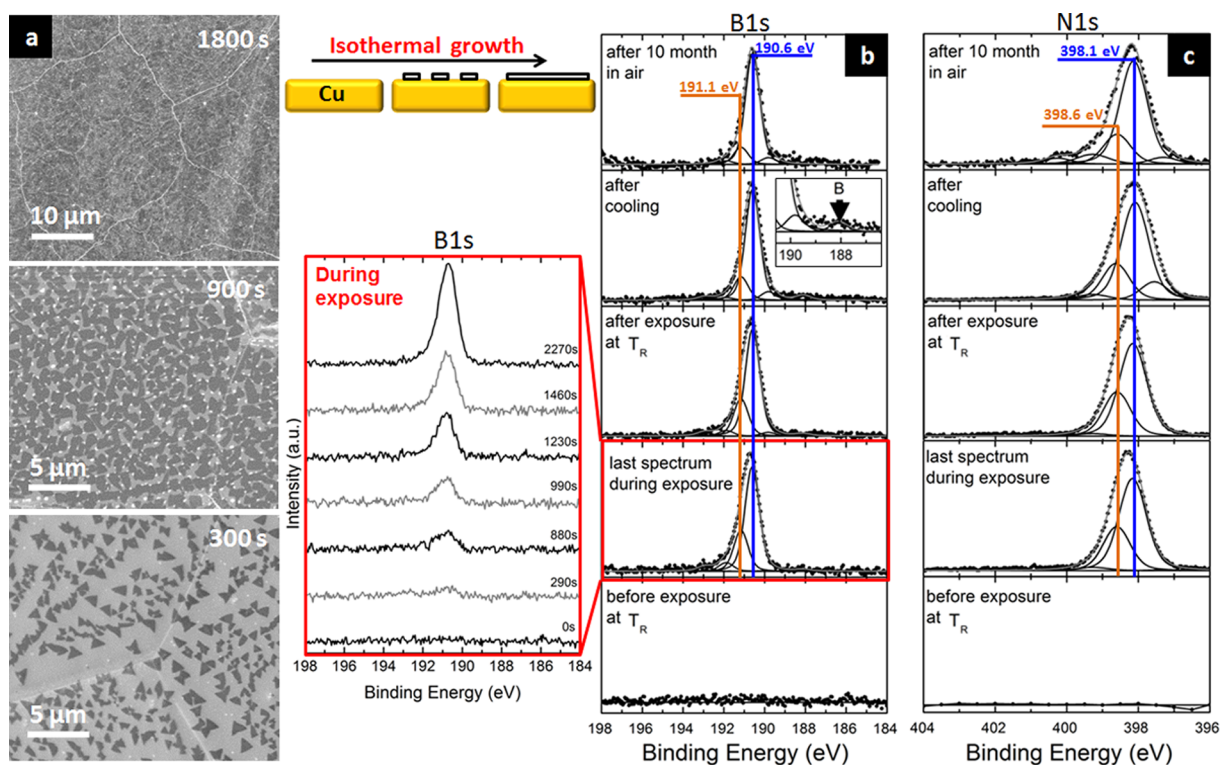 a
1800 s
10 µm
900 s
5 µm
300 s
5 µm
Isothermal growth
Cu
B1s
During
exposure
2270s
1460s
1230s
990s
880s
290s
0s
Intensity (a.u.)
198 196 194 192 190 188 186 184
Binding Energy (eV)
B1s
b
after 10 month
in air
190.6 eV
191.1 eV
after
cooling
B
190 188
after exposure
at TR
last spectrum
during exposure
before exposure
at TR
198 196 194 192 190 188 186 184
Binding Energy (eV)
N1s
c
after 10 month
in air
398.1 eV
398.6 eV
after
cooling
after exposure
at TR
last spectrum
during exposure
before exposure
at TR
404 402 400 398 396
Binding Energy (eV)